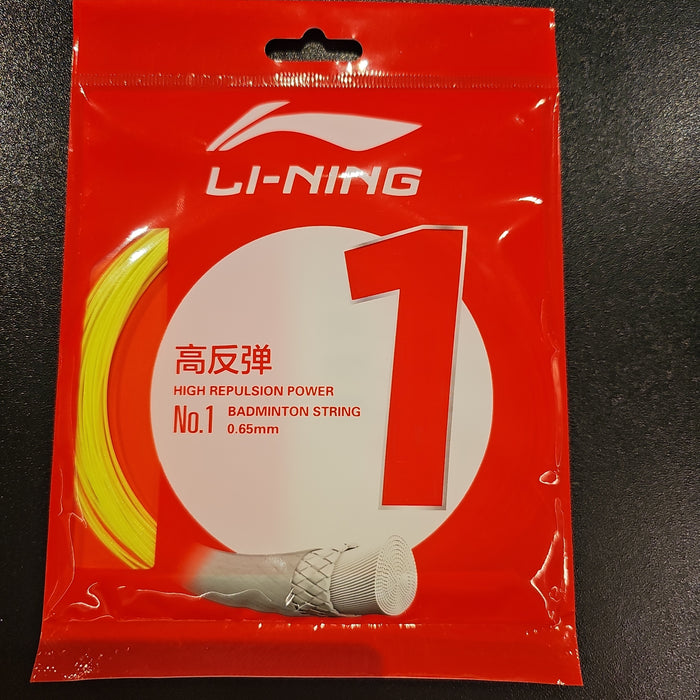 LI-NING
1
高反弹
HIGH REPULSION POWER
No.1 BADMINTON STRING
0.65mm